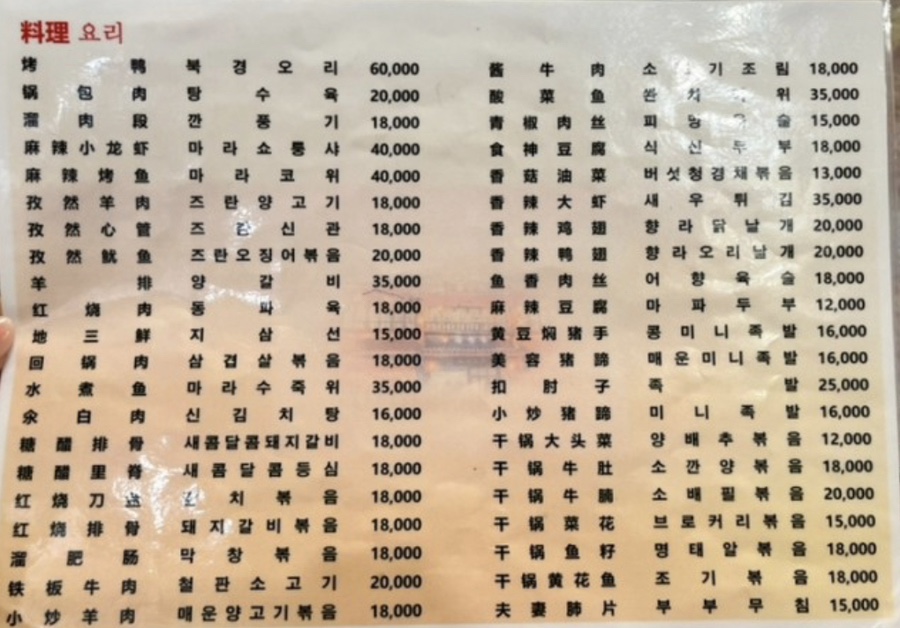 料理 요리
烤鸭 북경오리 60,000
锅包肉 탕수육 20,000
溜肉段 깐풍기 18,000
麻辣小龙虾 마라쇼룽샤 40,000
麻辣烤鱼 마라코위 40,000
孜然羊肉 즈란양고기 18,000
孜然心管 즈란신관 18,000
孜然鱿鱼 즈란오징어볶음 20,000
羊排 양갈비 35,000
红烧肉 동파육 18,000
地三鲜 지삼선 15,000
回锅肉 삼겹살볶음 18,000
水煮鱼 마라수죽위 35,000
氽白肉 신김치탕 16,000
糖醋排骨 새콤달콤돼지갈비 18,000
糖醋里脊 새콤달콤등심 18,000
红烧刀 치볶음 18,000
红烧排骨 돼지갈비볶음 18,000
溜肥肠 막창볶음 18,000
铁板牛肉 철판소고기 20,000
小炒羊肉 매운양고기볶음 18,000
酱牛肉 소기조림 18,000
酸菜鱼 쏸위 35,000
青椒肉丝 피망육슬 15,000
食神豆腐 식신두부 18,000
香菇油菜 버섯청경채볶음 13,000
香辣大虾 새우튀김 35,000
香辣鸡翅 향라닭날개 20,000
香辣鸭翅 향라오리날개 20,000
鱼香肉丝 어향육슬 18,000
麻辣豆腐 마파두부 12,000
黄豆焖猪手 콩미니족발 16,000
美容猪蹄 매운미니족발 16,000
扣肘子 족발 25,000
小炒猪蹄 미니족발 16,000
干锅大头菜 양배추볶음 12,000
干锅牛肚 소깐양볶음 18,000
干锅牛腩 소배필볶음 20,000
干锅菜花 브로커리볶음 15,000
干锅鱼籽 명태알볶음 18,000
干锅黄花鱼 조기볶음 18,000
夫妻肺片 부부무침 15,000